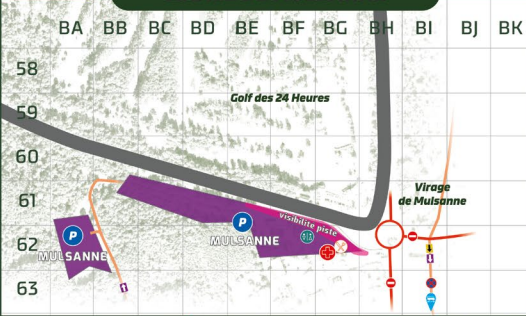 BA BB BC BD BE BF BG BH BI BJ BK
58
59
Golf des 24 Heures
60
61
Virage
de Mulsanne
visibilité piste
P
MULSANNE
62
P
MULSANNE
63